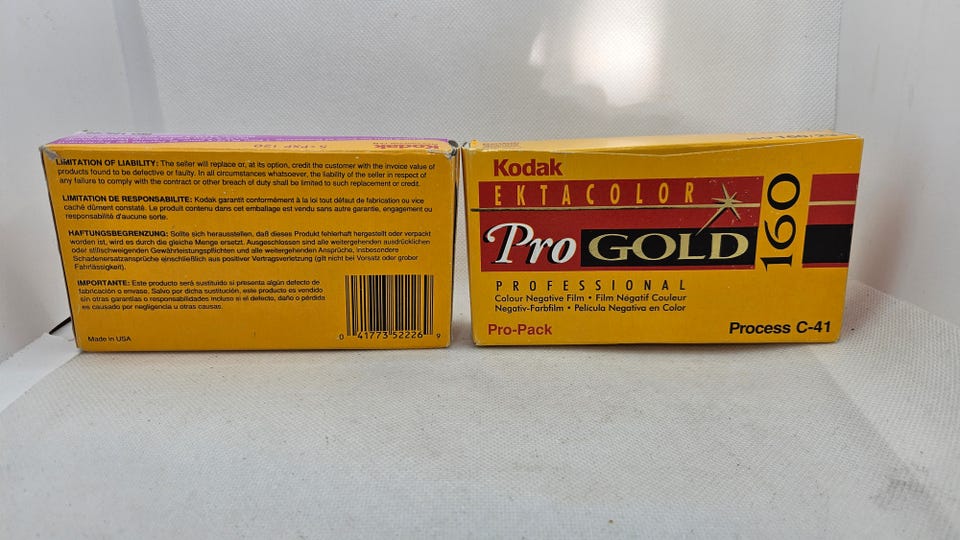 Kodak
LIMITATION OF LIABILITY: The seller will replace or, at its option, credit the customer with the invoice value of
products found to be defective or faulty. In all circumstances whatsoever, the liability of the seller in respect of
any failure to comply with the contract or other breach of duty shall be limited to such replacement or credit.
LIMITATION DE RESPONSABILITE: Kodak garantit conformément à la loi tout défaut de fabrication ou vice
caché dûment constaté. Le produit contenu dans cet emballage est vendu sans autre garantie, engagement ou
responsabilité d'aucune sorte.
HAFTUNGSBEGRENZUNG: Sollte sich herausstellen, daß dieses Produkt fehlerhaft hergestellt oder verpackt
worden ist, wird es durch die gleiche Menge ersetzt. Ausgeschlossen sind alle weitergehenden ausdrücklichen
oder stillschweigenden Gewährleistungspflichten und alle weitergehenden Ansprüche, insbesondere
Schadenersatzansprüche einschließlich aus positiver Vertragsverletzung (gilt nicht bei Vorsatz oder grober
Fahrlässigkeit).
IMPORTANTE: Este producto será sustituido si presenta algún defecto de
fabricación o envase. Salvo por dicha sustitución, este producto es vendido
sin otras garantías o responsabilidades incluso si el defecto, daño o pérdida
es causado por negligencia u otras causas.
Made in USA
0 41773 52226 9
Kodak
EKTACOLOR
Pro GOLD 160
PROFESSIONAL
Colour Negative Film • Film Négatif Couleur
Negativ-Farbfilm • Película Negativa en Color
Pro-Pack
Process C-41